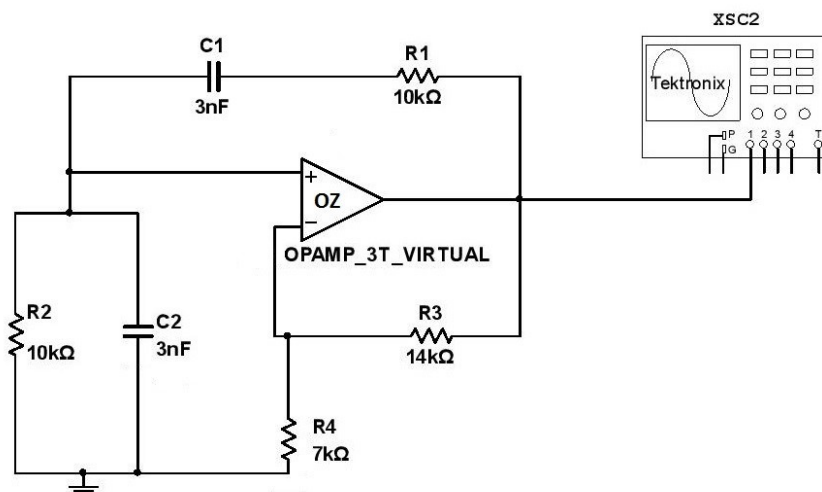 XSC2
C1
3nF
R1
10kΩ
Tektronix
P
G
1 2 3 4 T
+
OZ
−
OPAMP_3T_VIRTUAL
R2
10kΩ
C2
3nF
R3
14kΩ
R4
7kΩ